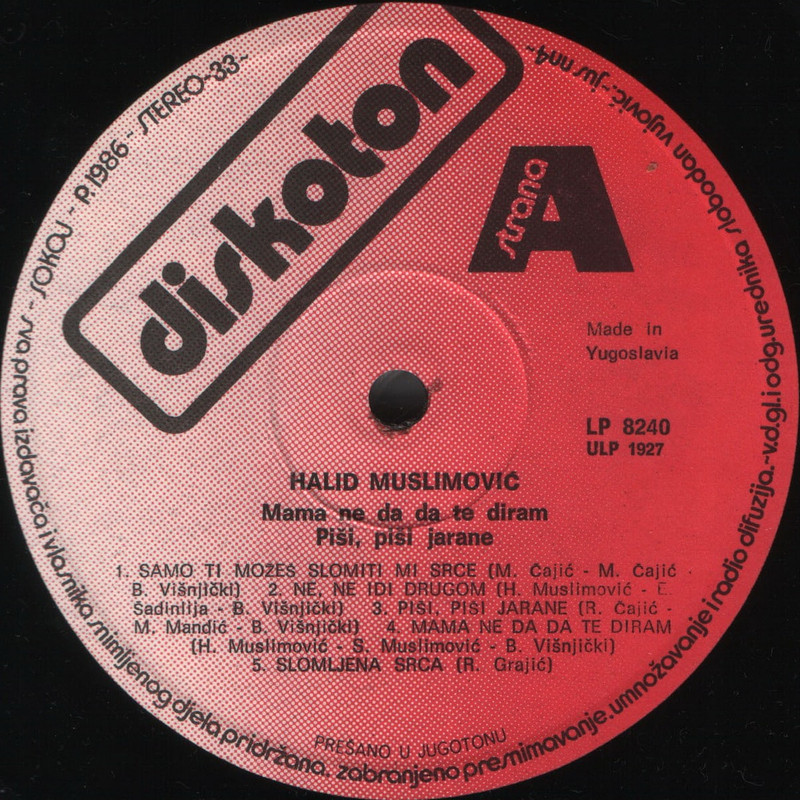 diskoton
strana
A
Made in
Yugoslavia
LP 8240
ULP 1927
HALID MUSLIMOVIĆ
Mama ne da da te diram
Piši, piši jarane
1. SAMO TI MOŽEŠ SLOMITI MI SRCE (M. Čajić - M. Čajić -
B. Višnjički) 2. NE, NE IDI DRUGOM (H. Muslimović - E.
Šadinlija - B. Višnjički) 3. PIŠI, PIŠI JARANE (R. Čajić -
M. Mandić - B. Višnjički) 4. MAMA NE DA DA TE DIRAM
(H. Muslimović - S. Muslimović - B. Višnjički)
5. SLOMLJENA SRCA (R. Grajić)
PREŠANO U JUGOTONU
SOKOJ - P.1986 - STEREO-33-
sva prava izdavača i vlasnika snimljenog djela pridržana. zabranjeno presnimavanje. umnožavanje i radio difuzija.-v.d.gl.i odg.urednika slobodan vujović.-jus nn4-